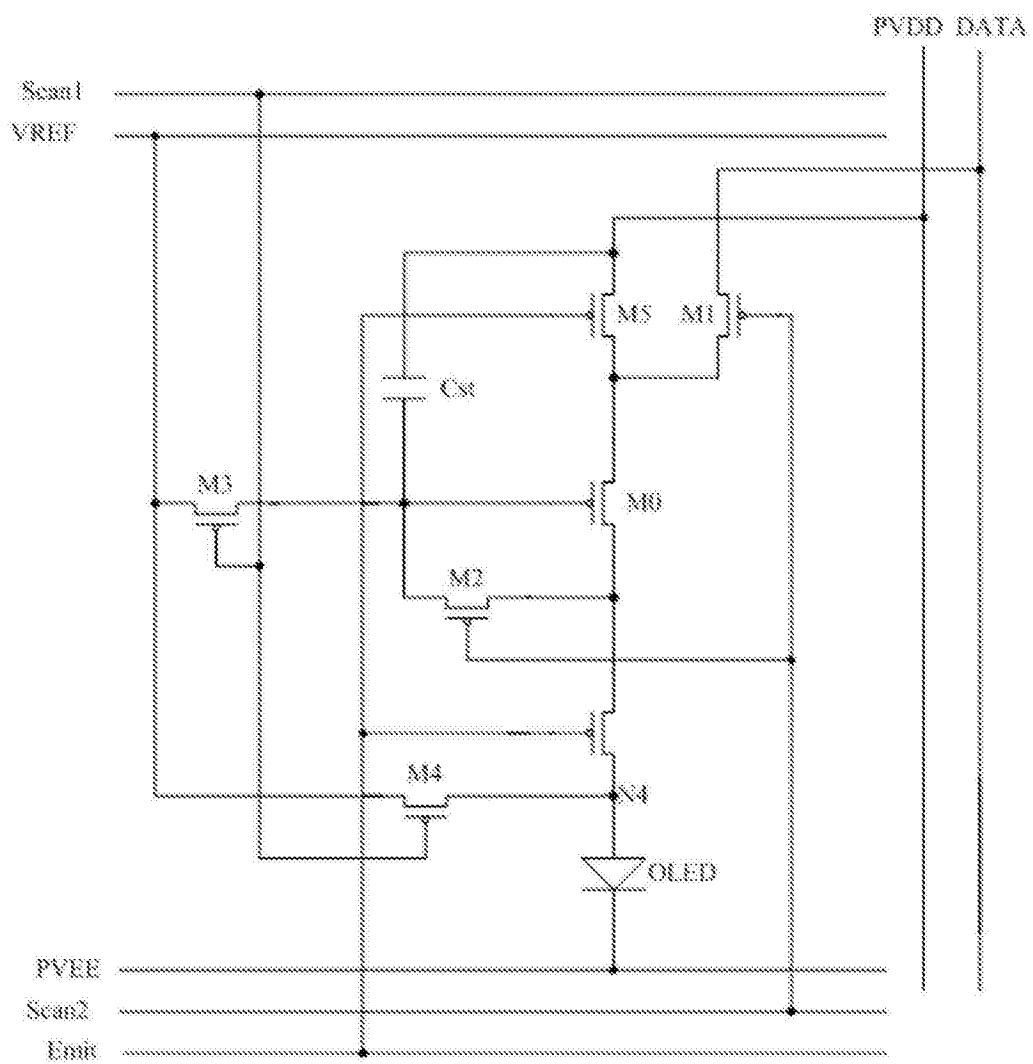 PVDD DATA
Scan1
VREF
M5
M1
Cst
M3
M0
M2
M4
N4
OLED
PVEE
Scan2
Emit